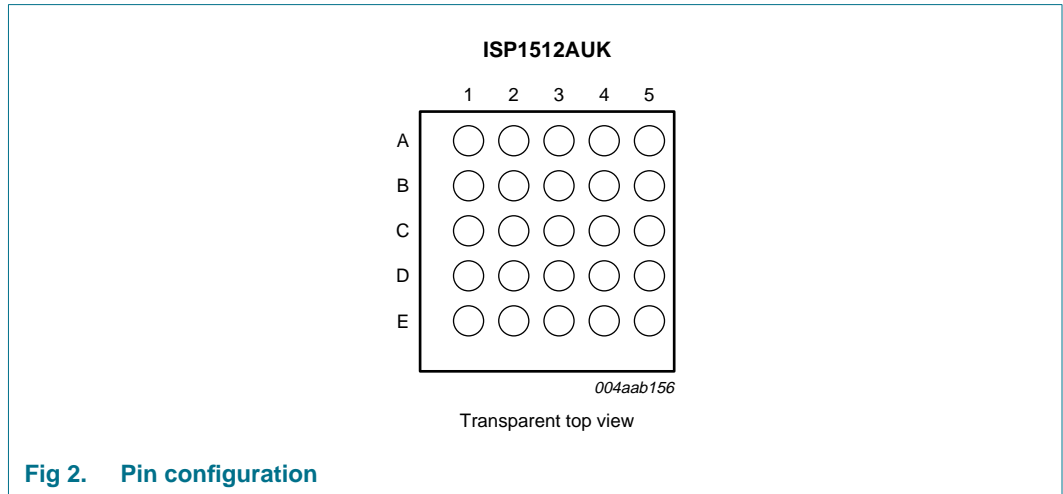 ISP1512AUK
1 2 3 4 5
A
B
C
D
E
004aab156
Transparent top view
Fig 2. Pin configuration